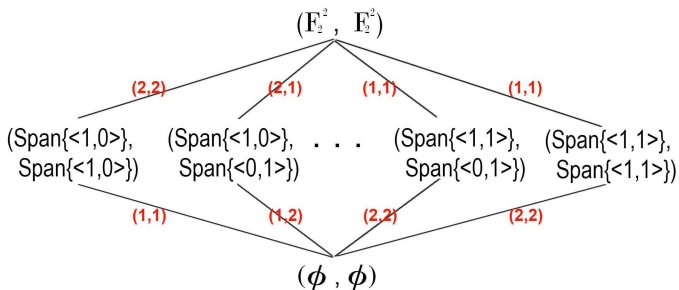 (F₂², F₂²)
(2,2) (2,1) (1,1) (1,1)
(Span{<1,0>}, (Span{<1,0>}, . . . (Span{<1,1>}, (Span{<1,1>},
Span{<1,0>}) Span{<0,1>}) Span{<0,1>}) Span{<1,1>})
(1,1) (1,2) (2,2) (2,2)
(ϕ, ϕ)